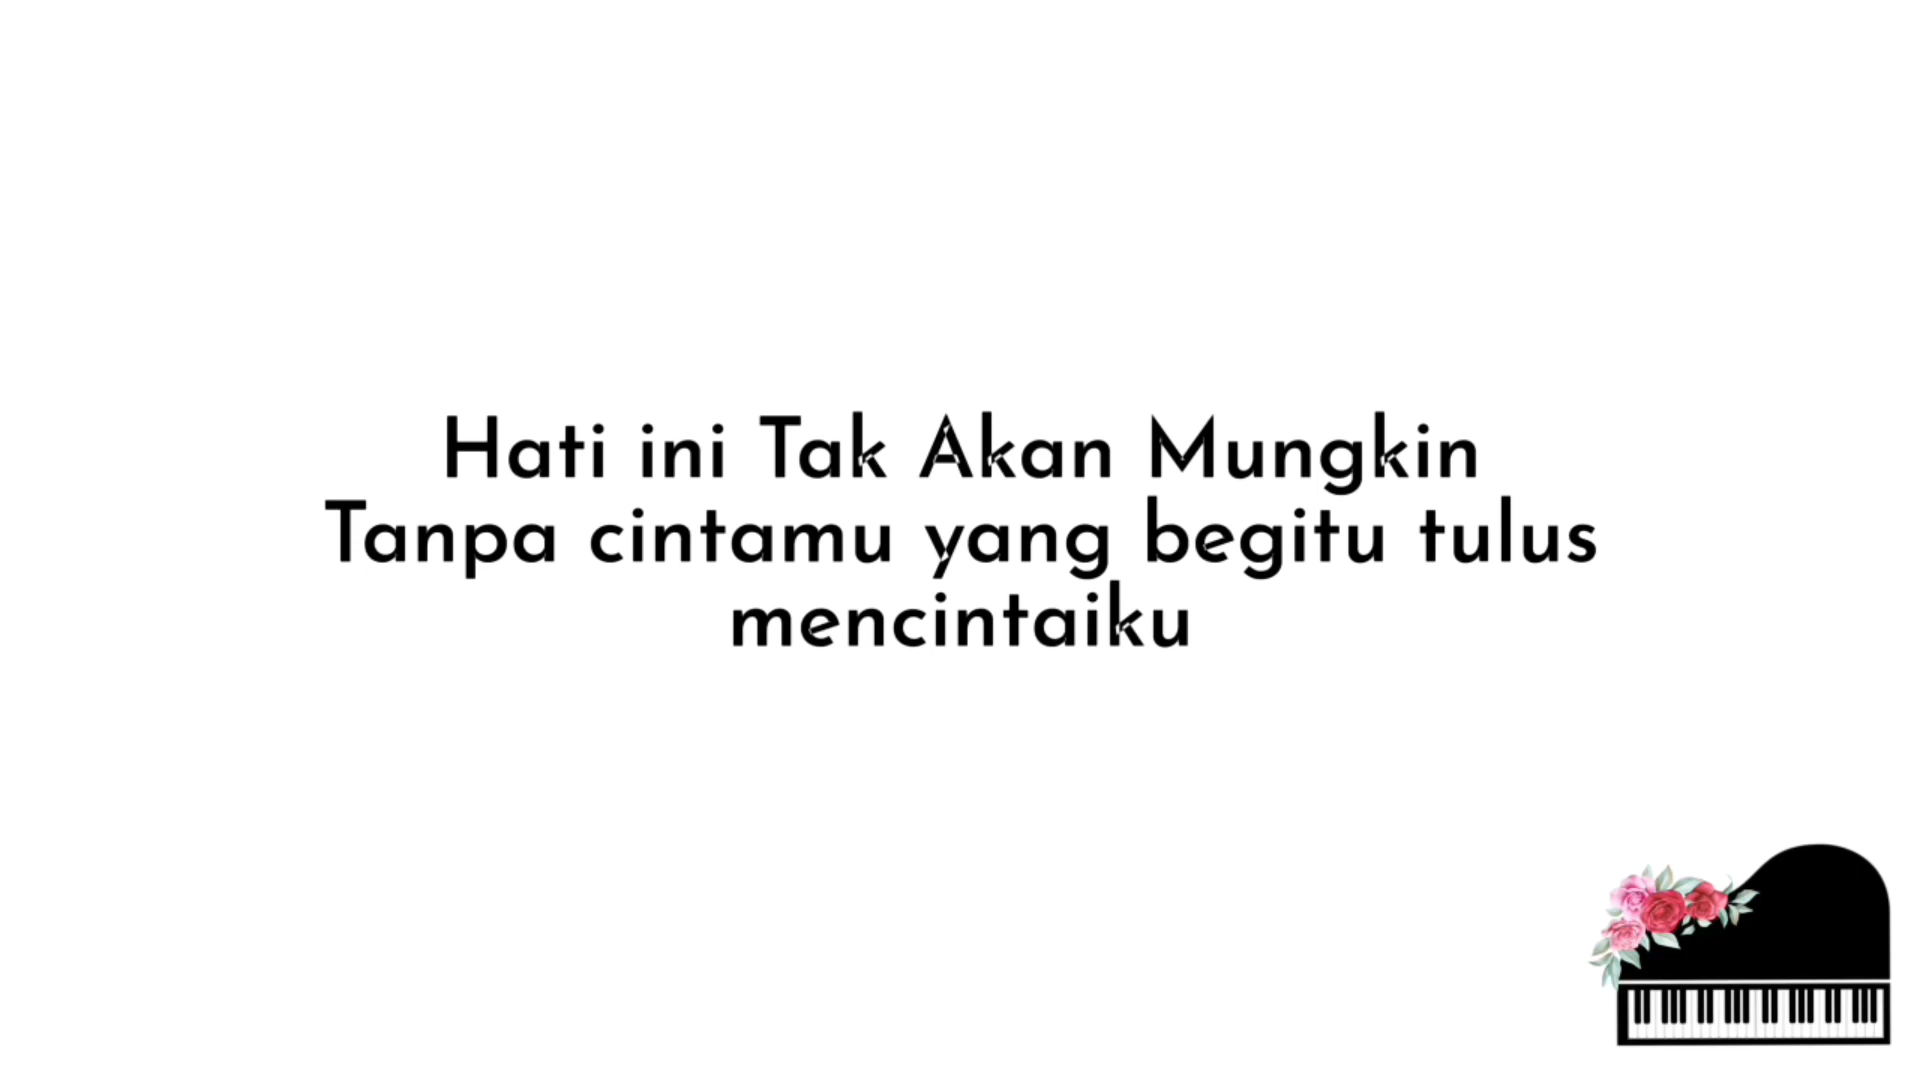 Hati ini Tak Akan Mungkin
Tanpa cintamu yang begitu tulus
mencintaiku